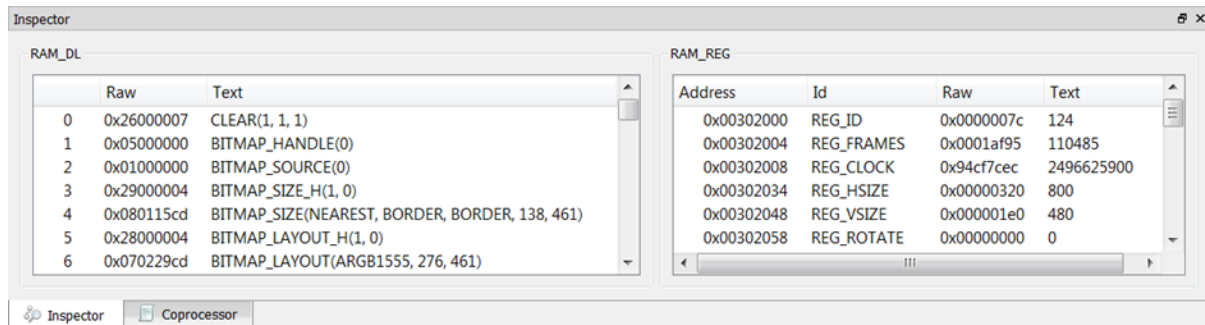 Inspector
RAM_DL
Raw Text
0 0x26000007 CLEAR(1, 1, 1)
1 0x05000000 BITMAP_HANDLE(0)
2 0x01000000 BITMAP_SOURCE(0)
3 0x29000004 BITMAP_SIZE_H(1, 0)
4 0x080115cd BITMAP_SIZE(NEAREST, BORDER, BORDER, 138, 461)
5 0x28000004 BITMAP_LAYOUT_H(1, 0)
6 0x070229cd BITMAP_LAYOUT(ARGB1555, 276, 461)
RAM_REG
Address Id Raw Text
0x00302000 REG_ID 0x0000007c 124
0x00302004 REG_FRAMES 0x0001af95 110485
0x00302008 REG_CLOCK 0x94cf7cec 2496625900
0x00302034 REG_HSIZE 0x00000320 800
0x00302048 REG_VSIZE 0x000001e0 480
0x00302058 REG_ROTATE 0x00000000 0
Inspector Coprocessor